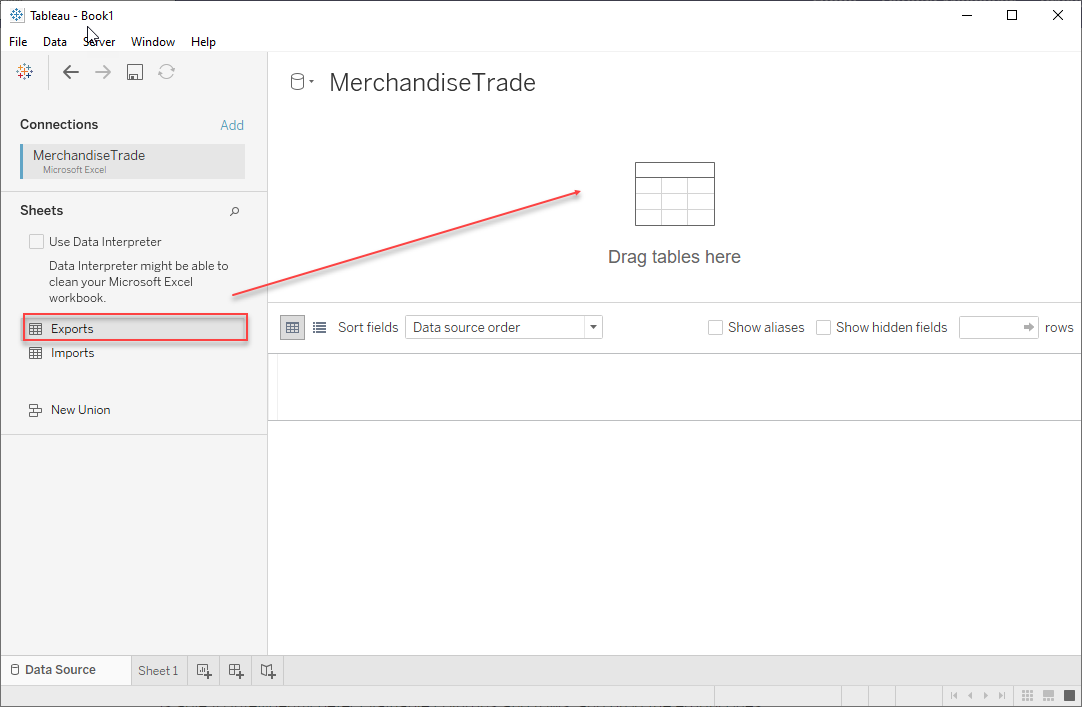 Tableau - Book1
File Data Server Window Help
MerchandiseTrade
Connections Add
MerchandiseTrade
Microsoft Excel
Sheets
Use Data Interpreter
Data Interpreter might be able to
clean your Microsoft Excel
workbook.
Exports
Imports
New Union
Drag tables here
Sort fields Data source order Show aliases Show hidden fields rows
Data Source Sheet 1